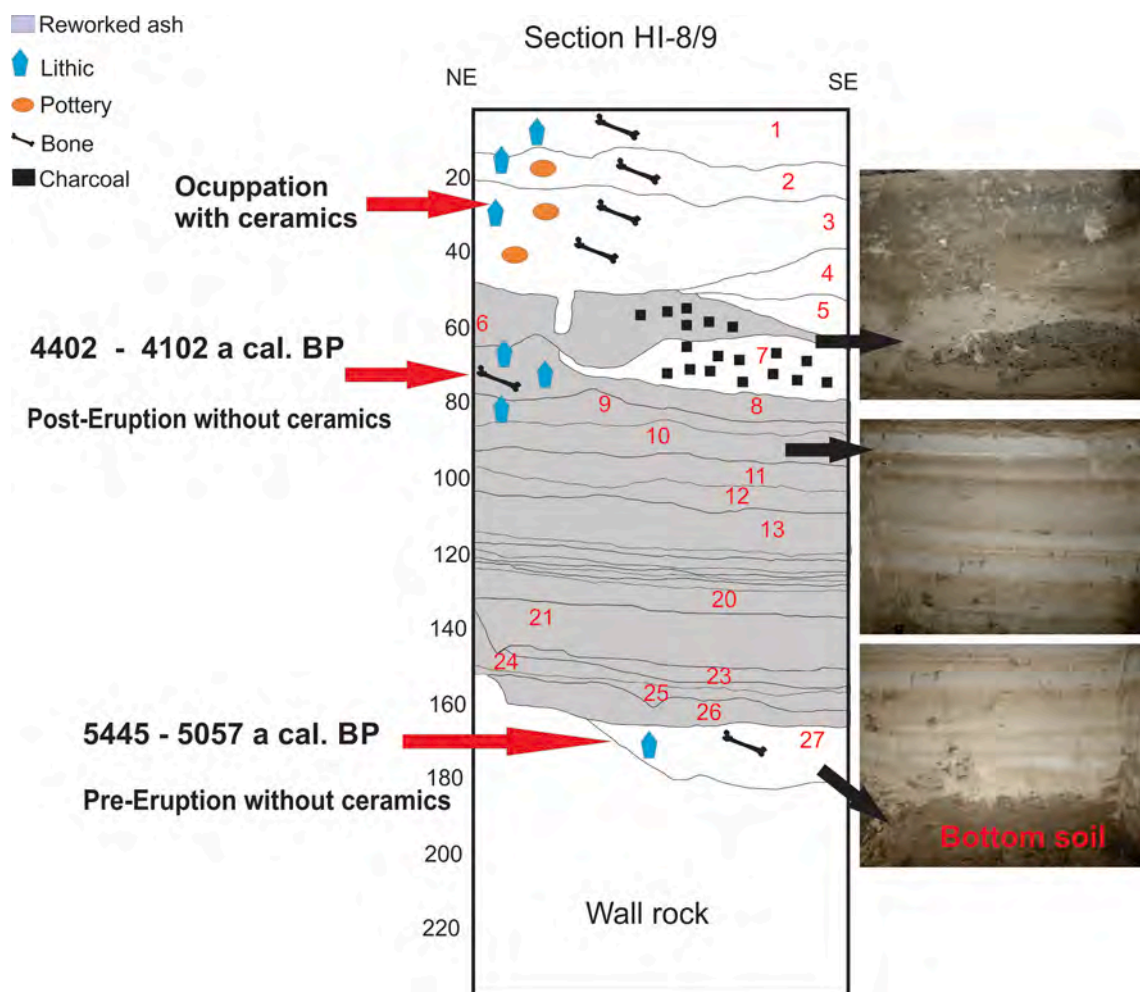 Reworked ash
Lithic
Pottery
Bone
Charcoal
Section HI-8/9
NE
SE
1
20
2
Ocuppation
with ceramics
3
40
4
5
60
6
4402 - 4102 a cal. BP
7
Post-Eruption without ceramics
80
9
8
10
100
11
12
13
120
20
21
140
24
23
25
160
26
5445 - 5057 a cal. BP
27
180
Pre-Eruption without ceramics
Bottom soil
200
Wall rock
220